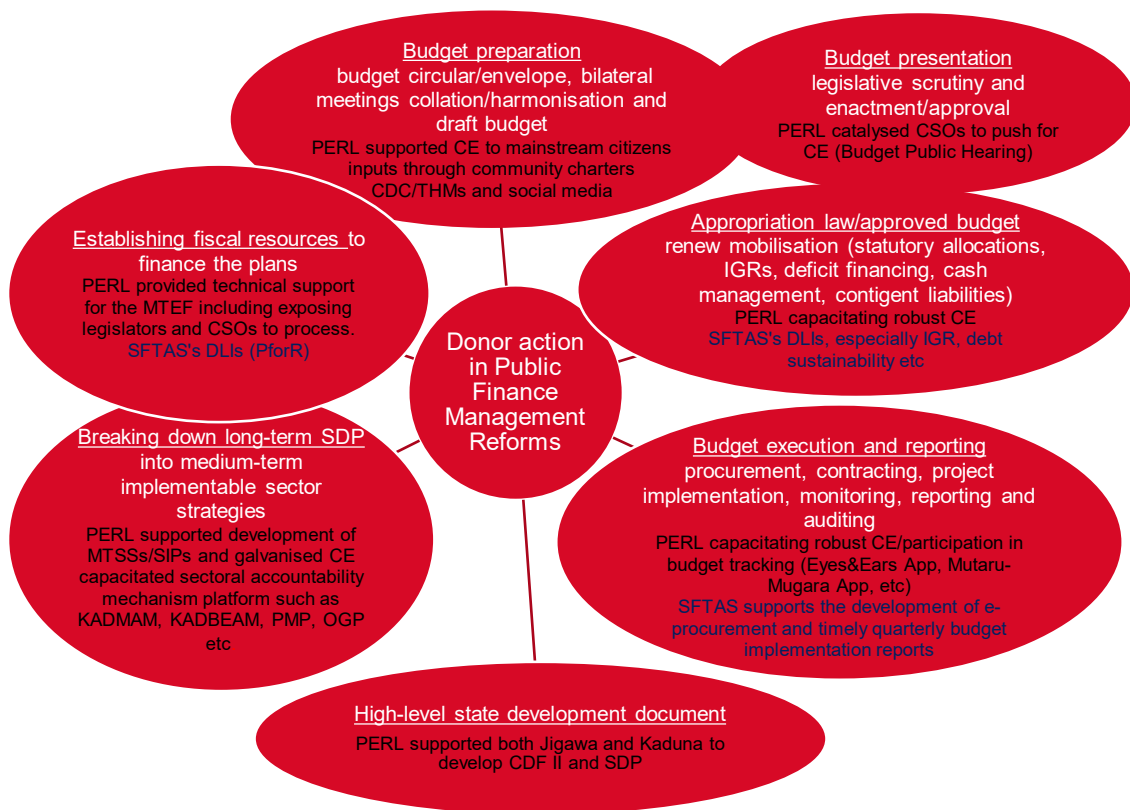 Budget preparation
budget circular/envelope, bilateral
meetings collation/harmonisation and
draft budget
PERL supported CE to mainstream citizens
inputs through community charters
CDC/THMs and social media
Budget presentation
legislative scrutiny and
enactment/approval
PERL catalysed CSOs to push for
CE (Budget Public Hearing)
Establishing fiscal resources to
finance the plans
PERL provided technical support
for the MTEF including exposing
legislators and CSOs to process.
SFTAS's DLIs (PforR)
Appropriation law/approved budget
renew mobilisation (statutory allocations,
IGRs, deficit financing, cash
management, contigent liabilities)
PERL capacitating robust CE
SFTAS's DLIs, especially IGR, debt
sustainability etc
Donor action
in Public
Finance
Management
Reforms
Breaking down long-term SDP
into medium-term
implementable sector
strategies
PERL supported development of
MTSSs/SIPs and galvanised CE
capacitated sectoral accountability
mechanism platform such as
KADMAM, KADBEAM, PMP, OGP
etc
Budget execution and reporting
procurement, contracting, project
implementation, monitoring, reporting and
auditing
PERL capacitating robust CE/participation in
budget tracking (Eyes&Ears App, Mutaru-
Mugara App, etc)
SFTAS supports the development of e-
procurement and timely quarterly budget
implementation reports
High-level state development document
PERL supported both Jigawa and Kaduna to
develop CDF II and SDP